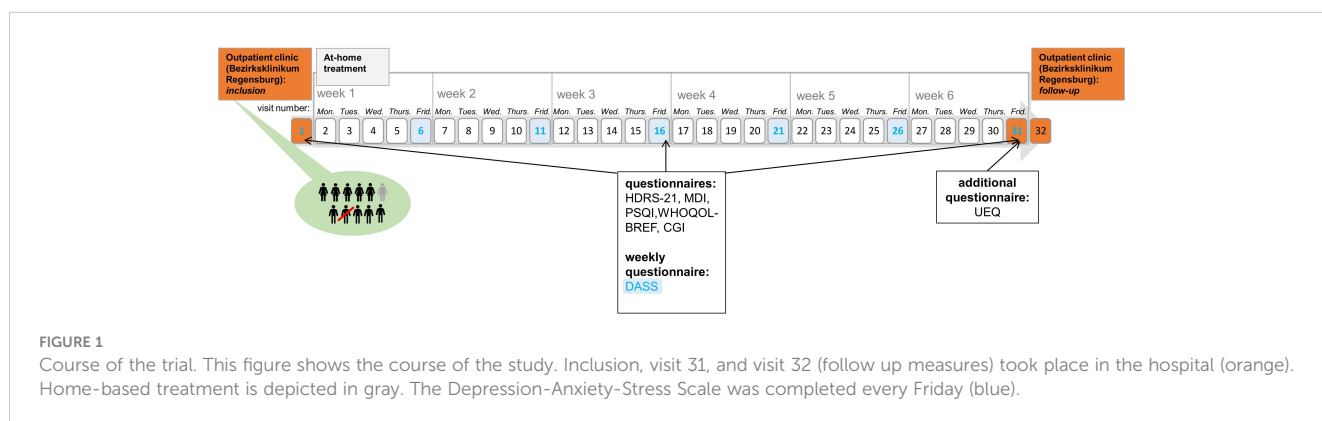 Outpatient clinic
(Bezirksklinikum
Regensburg):
inclusion
At-home
treatment
Outpatient clinic
(Bezirksklinikum
Regensburg):
follow-up
week 1 week 2 week 3 week 4 week 5 week 6
visit number: Mon. Tues. Wed. Thurs. Frid. Mon. Tues. Wed. Thurs. Frid. Mon. Tues. Wed. Thurs. Frid. Mon. Tues. Wed. Thurs. Frid. Mon. Tues. Wed. Thurs. Frid. Mon. Tues. Wed. Thurs. Frid.
1 2 3 4 5 6 7 8 9 10 11 12 13 14 15 16 17 18 19 20 21 22 23 24 25 26 27 28 29 30 31 32
questionnaires:
HDRS-21, MDI,
PSQI,WHOQOL-
BREF, CGI
weekly
questionnaire:
DASS
additional
questionnaire:
UEQ
FIGURE 1
Course of the trial. This figure shows the course of the study. Inclusion, visit 31, and visit 32 (follow up measures) took place in the hospital (orange).
Home-based treatment is depicted in gray. The Depression-Anxiety-Stress Scale was completed every Friday (blue).